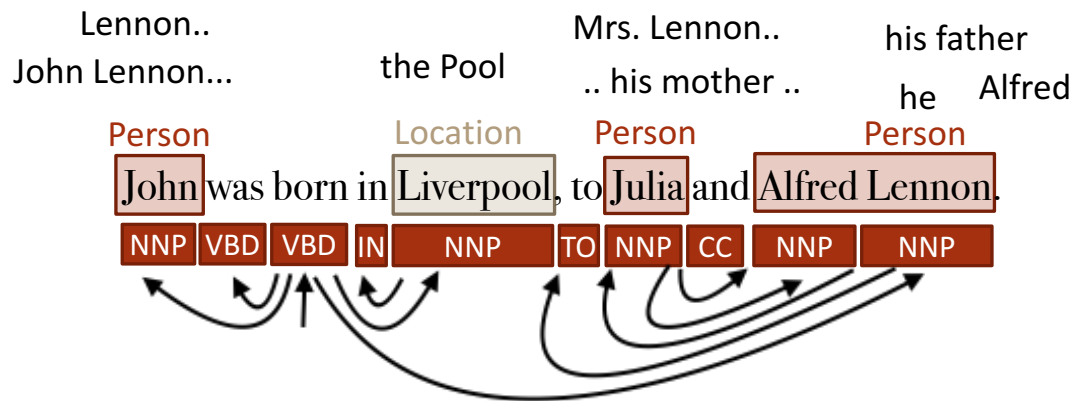 Lennon..
John Lennon...
the Pool
Mrs. Lennon..
.. his mother ..
his father
he
Alfred
Person Location Person Person
John was born in Liverpool, to Julia and Alfred Lennon.
NNP VBD VBD IN NNP TO NNP CC NNP NNP